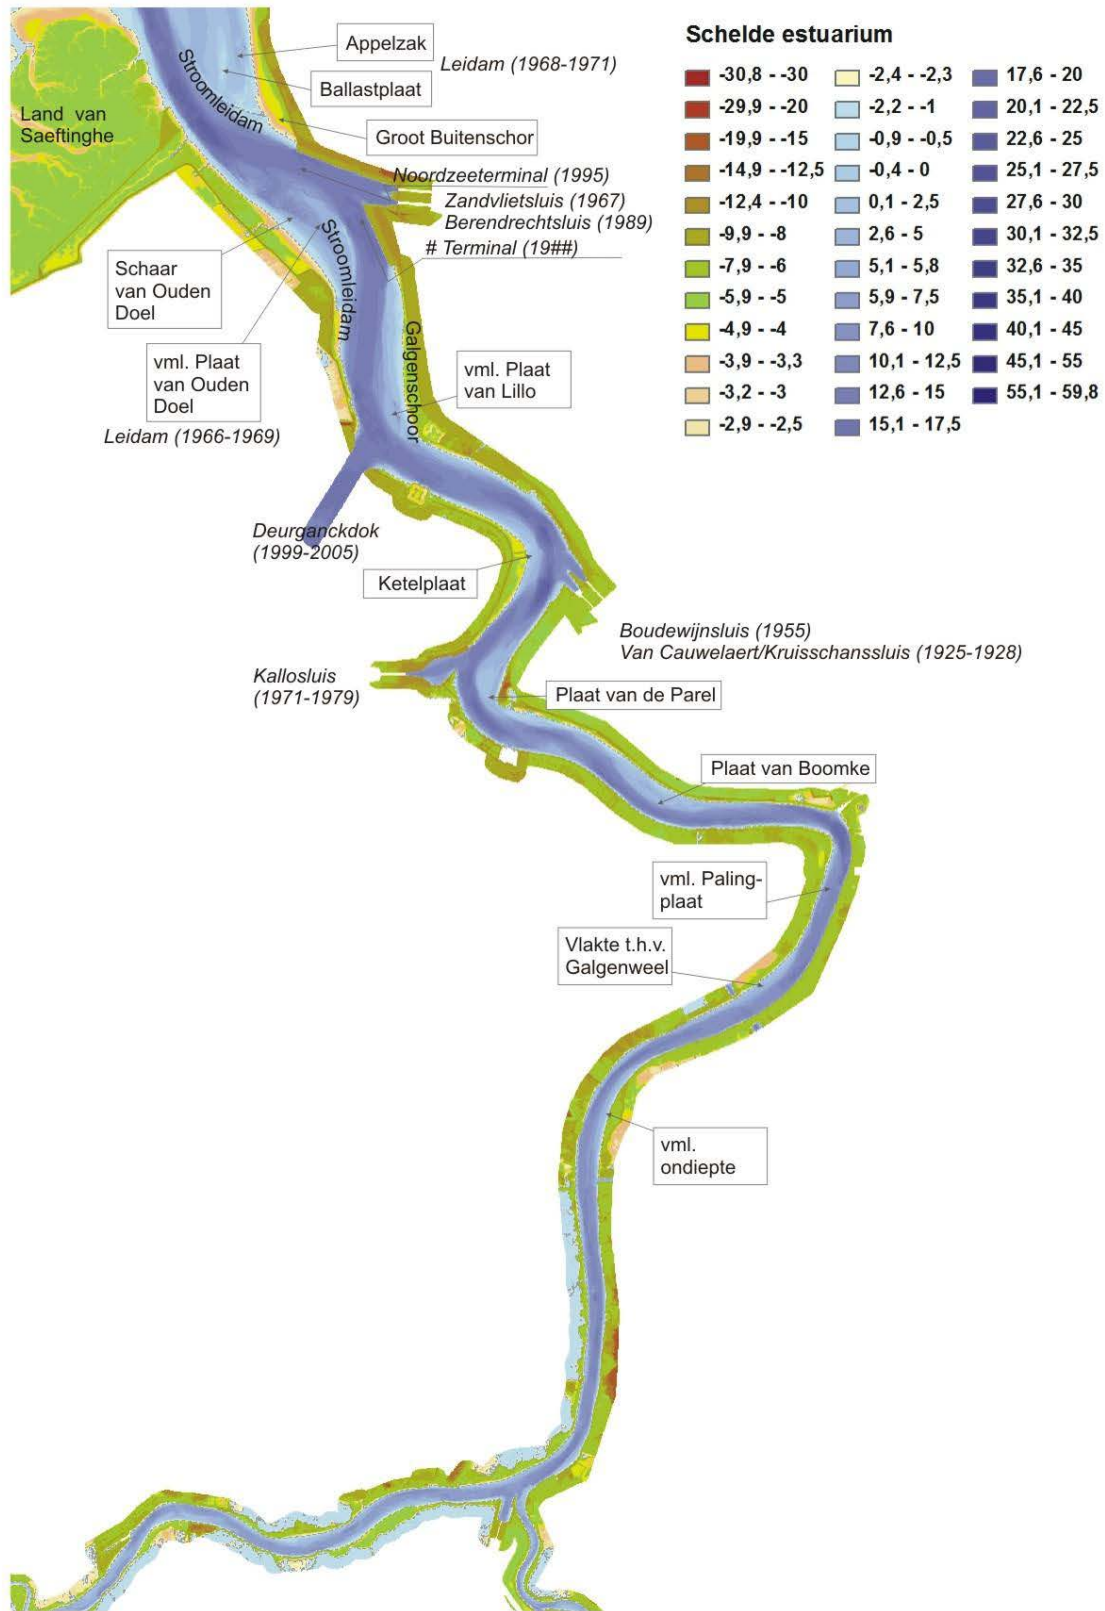 Schelde estuarium
-30,8 - -30
-29,9 - -20
-19,9 - -15
-14,9 - -12,5
-12,4 - -10
-9,9 - -8
-7,9 - -6
-5,9 - -5
-4,9 - -4
-3,9 - -3,3
-3,2 - -3
-2,9 - -2,5
-2,4 - -2,3
-2,2 - -1
-0,9 - -0,5
-0,4 - 0
0,1 - 2,5
2,6 - 5
5,1 - 5,8
5,9 - 7,5
7,6 - 10
10,1 - 12,5
12,6 - 15
15,1 - 17,5
17,6 - 20
20,1 - 22,5
22,6 - 25
25,1 - 27,5
27,6 - 30
30,1 - 32,5
32,6 - 35
35,1 - 40
40,1 - 45
45,1 - 55
55,1 - 59,8
Appelzak
Leidam (1968-1971)
Ballastplaat
Stroomleidam
Land van
Saeftinghe
Groot Buitenschor
Noordzeeterminal (1995)
Zandvlietsluis (1967)
Berendrechtsluis (1989)
# Terminal (19##)
Stroomleidam
Schaar
van Ouden
Doel
vml. Plaat
van Ouden
Doel
Leidam (1966-1969)
Galgenschoor
vml. Plaat
van Lillo
Deurganckdok
(1999-2005)
Ketelplaat
Boudewijnsluis (1955)
Van Cauwelaert/Kruisschanssluis (1925-1928)
Kallosluis
(1971-1979)
Plaat van de Parel
Plaat van Boomke
vml. Paling-
plaat
Vlakte t.h.v.
Galgenweel
vml.
ondiepte